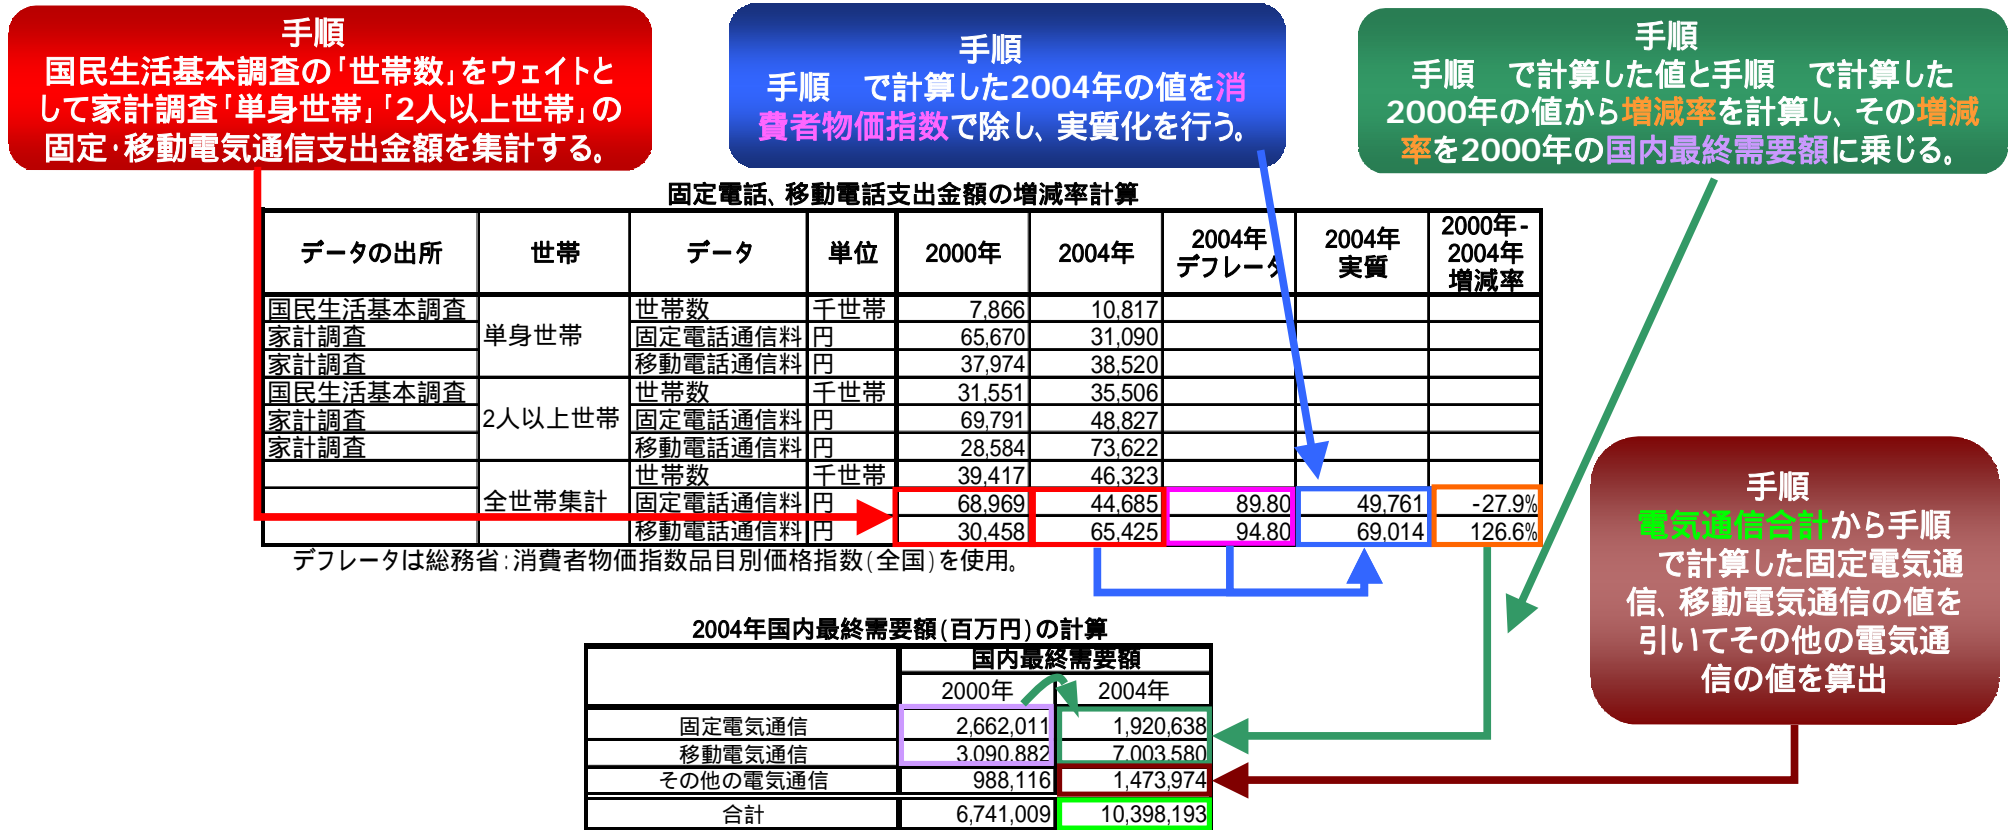 手順
国民生活基本調査の「世帯数」をウェイトと
して家計調査「単身世帯」「2人以上世帯」の
固定・移動電気通信支出金額を集計する。
手順
手順　で計算した2004年の値を消
費者物価指数で除し、実質化を行う。
手順
手順　で計算した値と手順　で計算した
2000年の値から増減率を計算し、その増減
率を2000年の国内最終需要額に乗じる。
固定電話、移動電話支出金額の増減率計算
データの出所 世帯 データ 単位 2000年 2004年 2004年デフレータ 2004年実質 2000年-2004年増減率
国民生活基本調査 単身世帯 世帯数 千世帯 7,866 10,817
家計調査 固定電話通信料 円 65,670 31,090
家計調査 移動電話通信料 円 37,974 38,520
国民生活基本調査 2人以上世帯 世帯数 千世帯 31,551 35,506
家計調査 固定電話通信料 円 69,791 48,827
家計調査 移動電話通信料 円 28,584 73,622
全世帯集計 世帯数 千世帯 39,417 46,323
固定電話通信料 円 68,969 44,685 89.80 49,761 -27.9%
移動電話通信料 円 30,458 65,425 94.80 69,014 126.6%
デフレータは総務省：消費者物価指数品目別価格指数（全国）を使用。
手順
電気通信合計から手順
で計算した固定電気通
信、移動電気通信の値を
引いてその他の電気通
信の値を算出
2004年国内最終需要額（百万円）の計算
国内最終需要額
2000年 2004年
固定電気通信 2,662,011 1,920,638
移動電気通信 3,090,882 7,003,580
その他の電気通信 988,116 1,473,974
合計 6,741,009 10,398,193